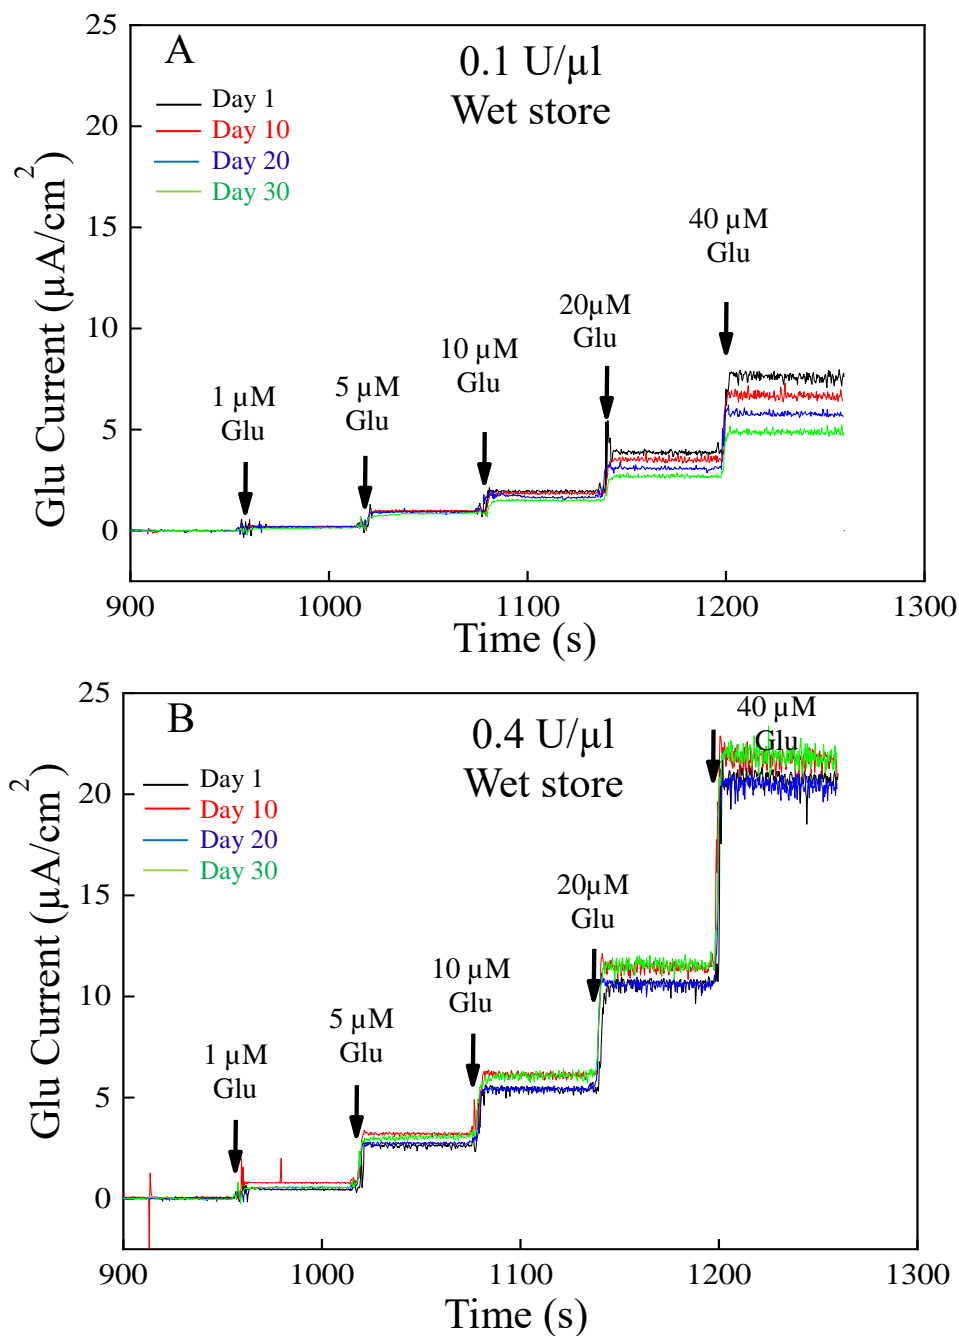 A
0.1 U/µl
Wet store
Day 1
Day 10
Day 20
Day 30
40 µM
Glu
20µM
Glu
10 µM
Glu
5 µM
Glu
1 µM
Glu
25
20
15
10
5
0
Glu Current (µA/cm²)
900
1000
1100
1200
1300
Time (s)
B
0.4 U/µl
Wet store
Day 1
Day 10
Day 20
Day 30
40 µM
Glu
20µM
Glu
10 µM
Glu
5 µM
Glu
1 µM
Glu
25
20
15
10
5
0
Glu Current (µA/cm²)
900
1000
1100
1200
1300
Time (s)